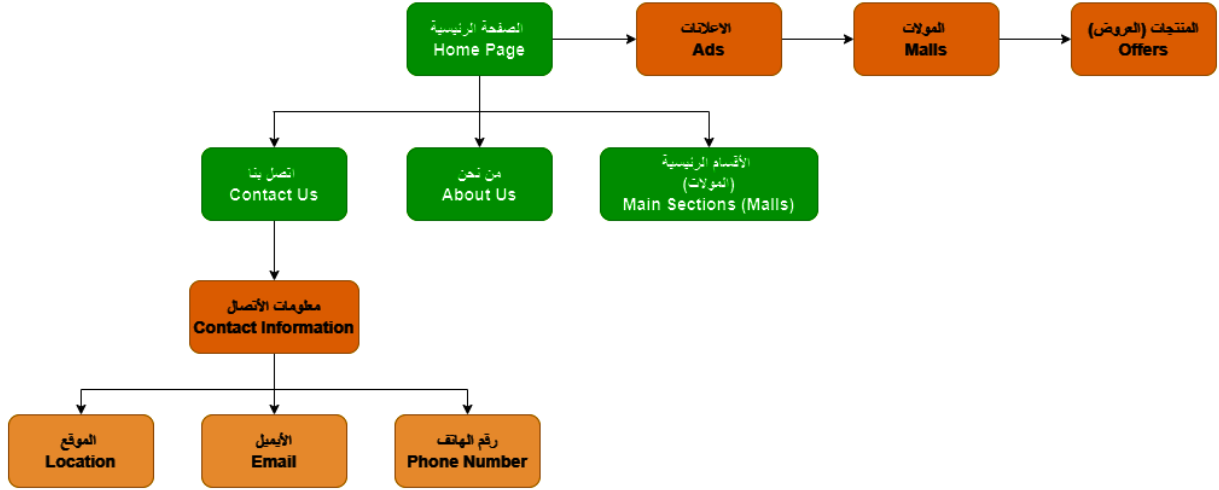 الصفحة الرئيسية
Home Page
الاعلانات
Ads
المولات
Malls
المنتجات (العروض)
Offers
اتصل بنا
Contact Us
من نحن
About Us
الأقسام الرئيسية
(المولات)
Main Sections (Malls)
معلومات الأتصال
Contact Information
الموقع
Location
الأيميل
Email
رقم الهاتف
Phone Number